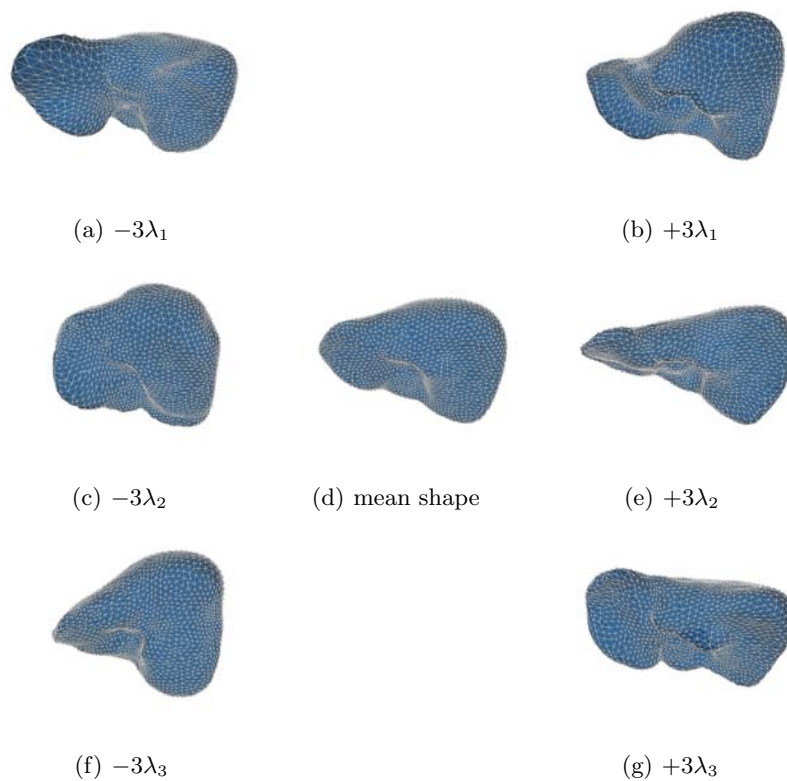 (a) −3λ₁
(b) +3λ₁
(c) −3λ₂
(d) mean shape
(e) +3λ₂
(f) −3λ₃
(g) +3λ₃